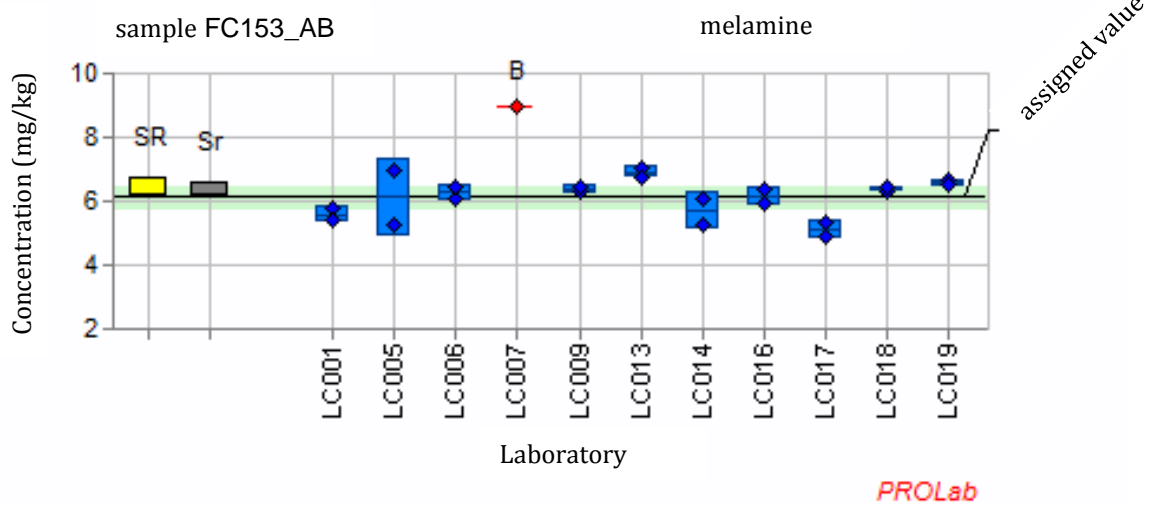 sample FC153_AB
melamine
assigned value
Concentration (mg/kg)
10
8
6
4
2
SR
Sr
B
LC001
LC005
LC006
LC007
LC009
LC013
LC014
LC016
LC017
LC018
LC019
Laboratory
PROLab